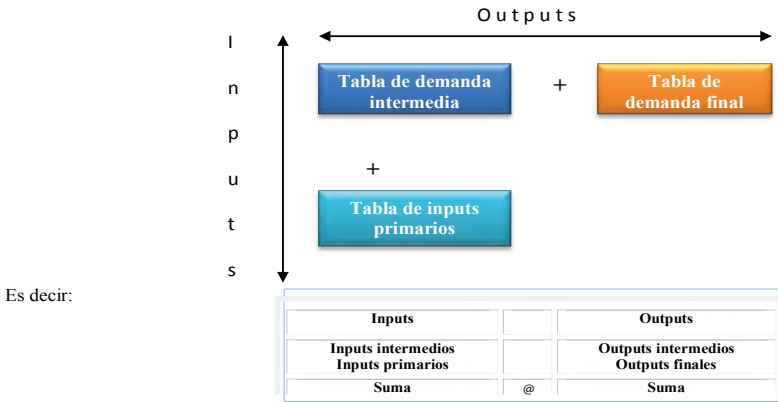 Outputs
I
n
p
u
t
s
Tabla de demanda
intermedia
+
Tabla de
demanda final
+
Tabla de inputs
primarios
Es decir:
Inputs
Outputs
Inputs intermedios
Inputs primarios
Outputs intermedios
Outputs finales
Suma
@
Suma